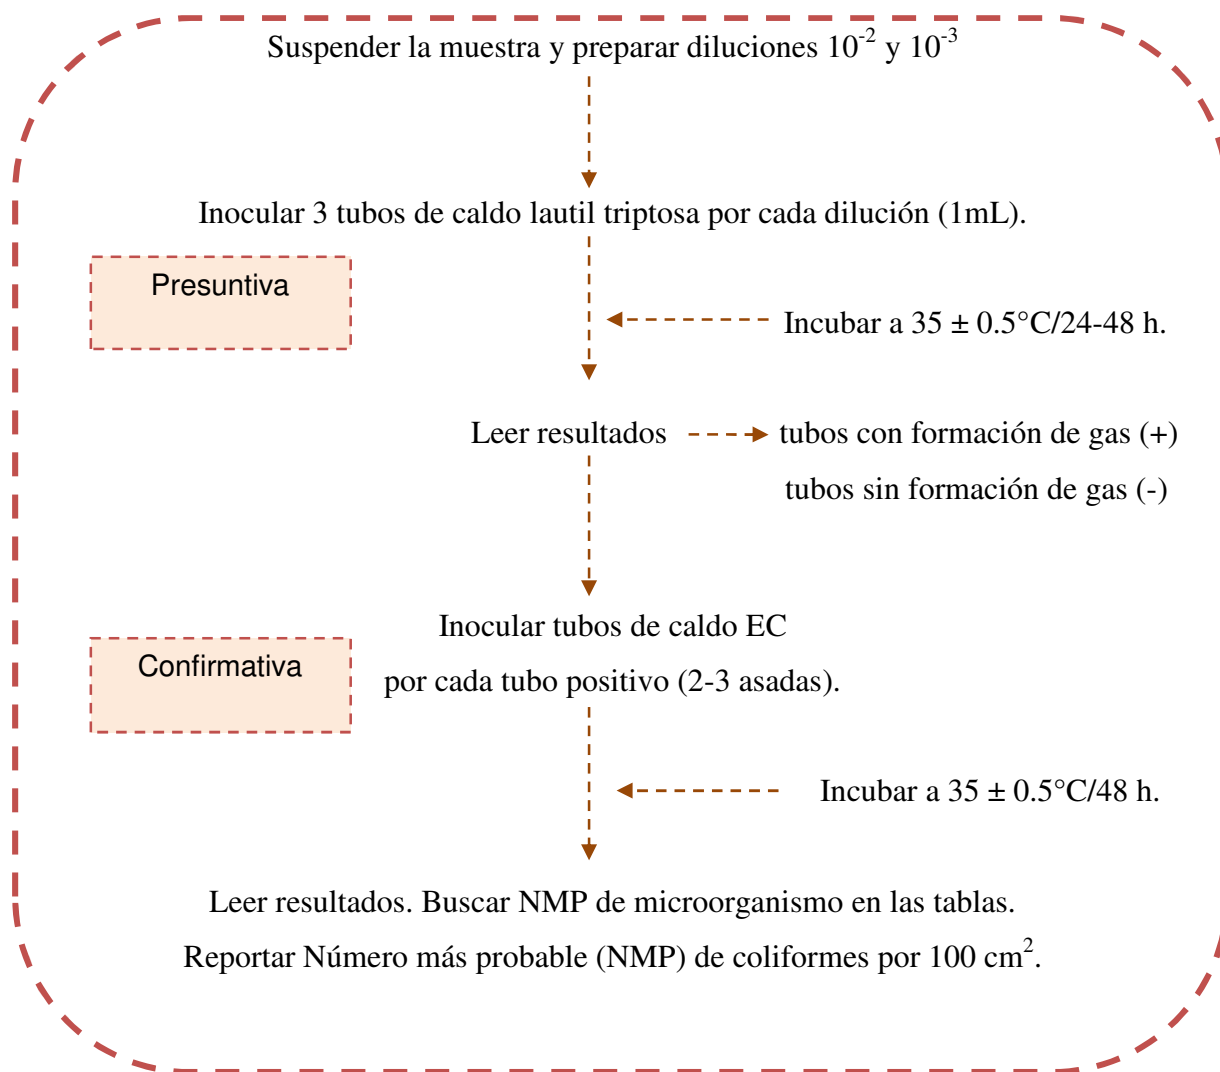 Suspender la muestra y preparar diluciones 10⁻² y 10⁻³
Inocular 3 tubos de caldo lautil triptosa por cada dilución (1mL).
Presuntiva
Incubar a 35 ± 0.5°C/24-48 h.
Leer resultados
tubos con formación de gas (+)
tubos sin formación de gas (-)
Inocular tubos de caldo EC
Confirmativa
por cada tubo positivo (2-3 asadas).
Incubar a 35 ± 0.5°C/48 h.
Leer resultados. Buscar NMP de microorganismo en las tablas.
Reportar Número más probable (NMP) de coliformes por 100 cm².